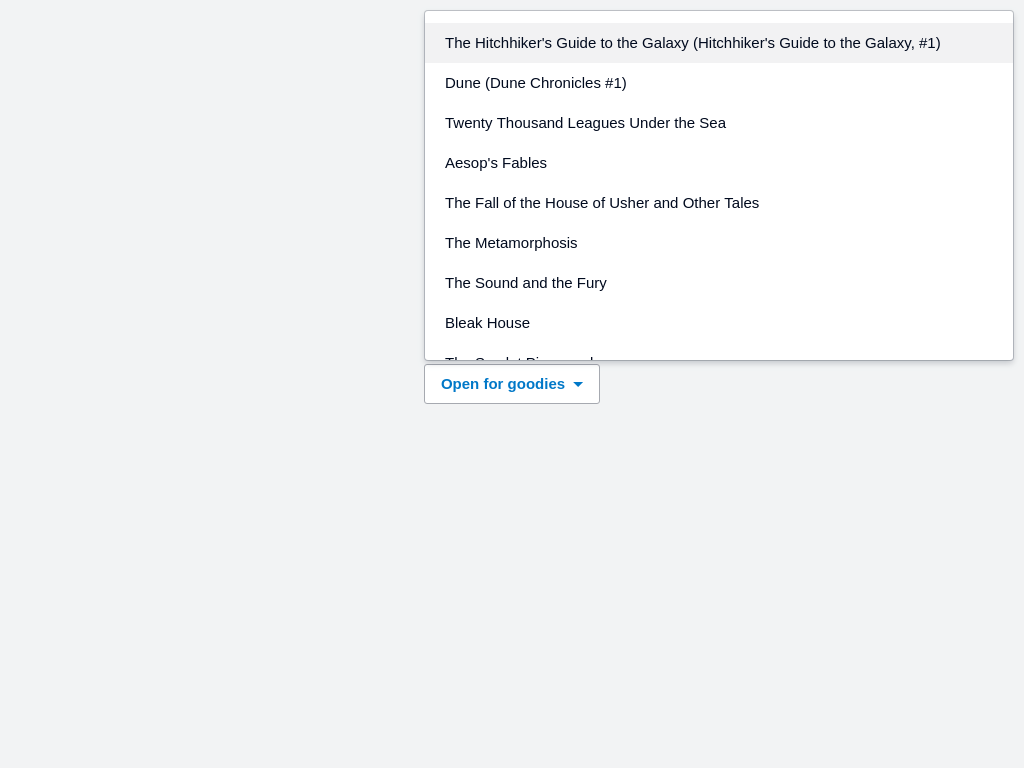 The Hitchhiker's Guide to the Galaxy (Hitchhiker's Guide to the Galaxy, #1)
Dune (Dune Chronicles #1)
Twenty Thousand Leagues Under the Sea
Aesop's Fables
The Fall of the House of Usher and Other Tales
The Metamorphosis
The Sound and the Fury
Bleak House
Open for goodies